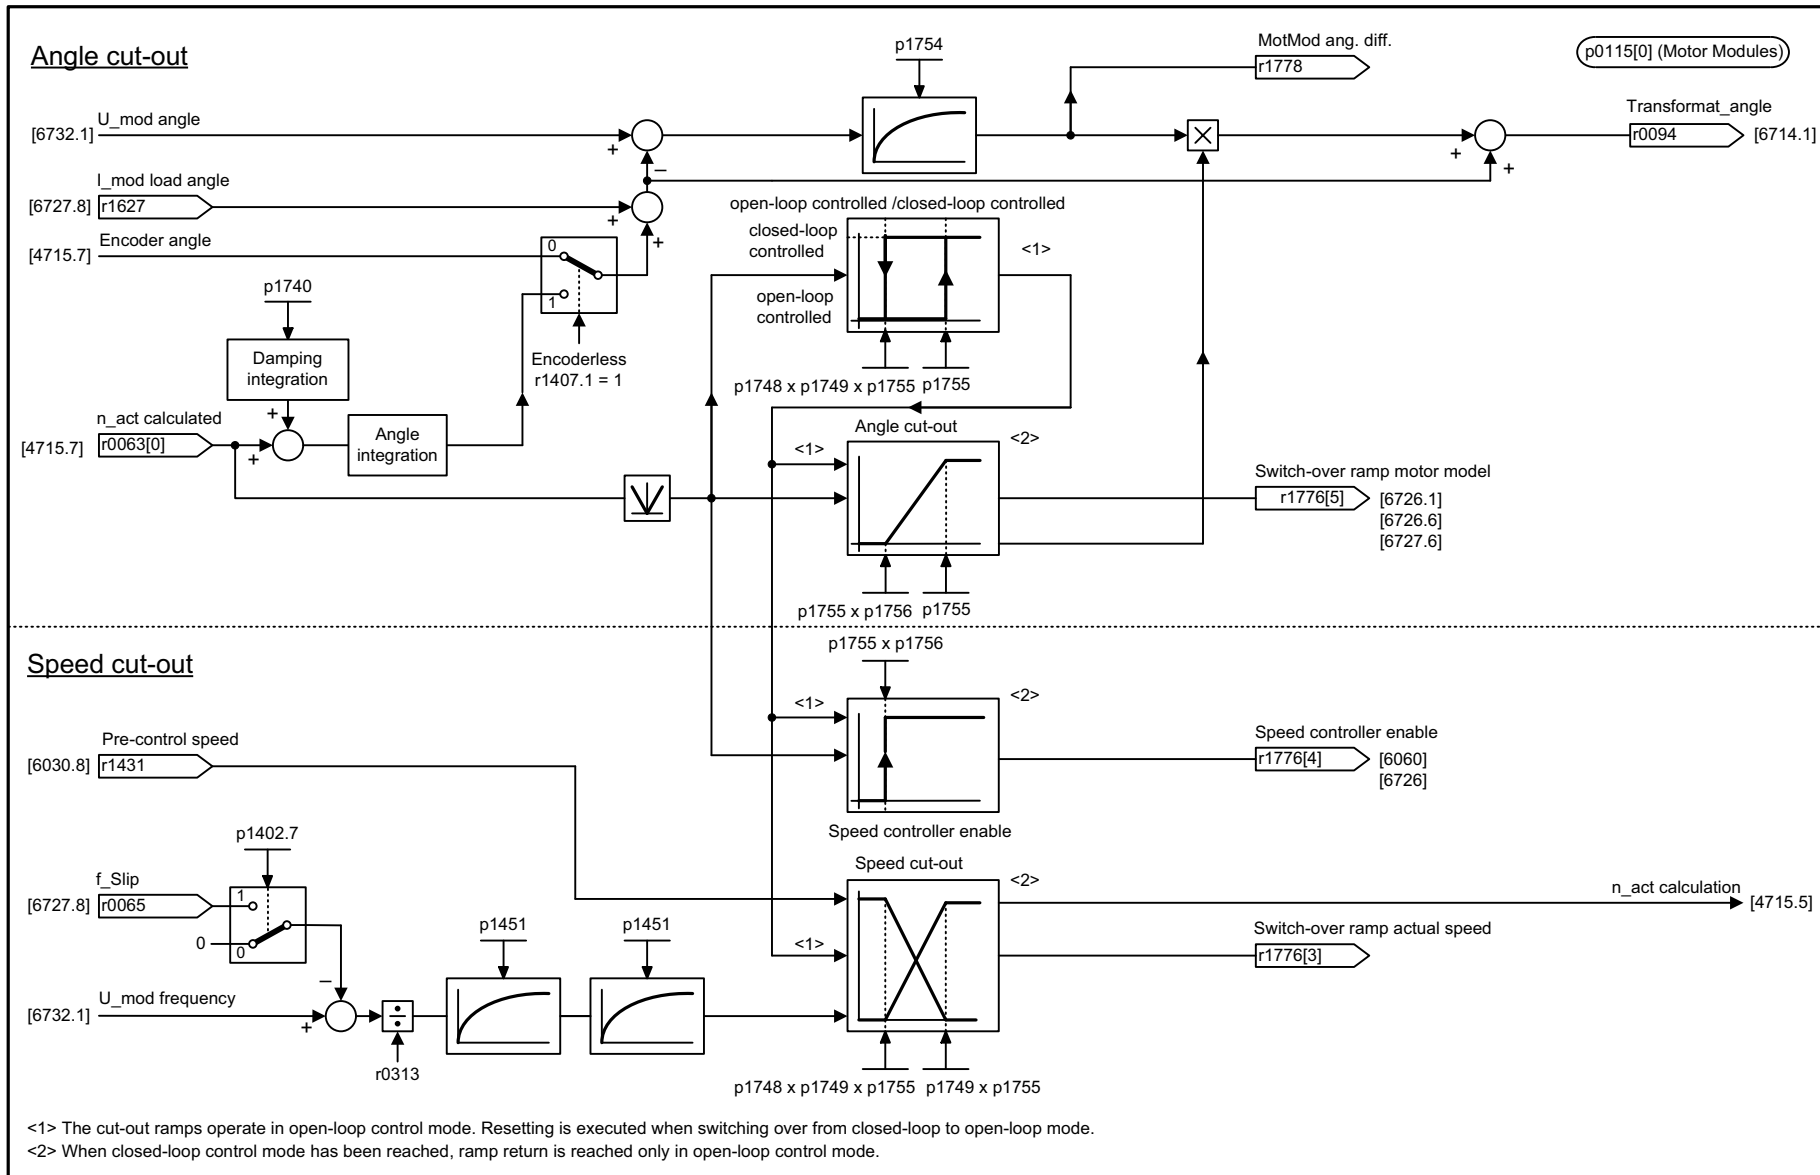 Angle cut-out
p1754
MotMod ang. diff.
r1778
p0115[0] (Motor Modules)
U_mod angle
[6732.1]
+
–
×
+
+
Transformat_angle
r0094
[6714.1]
I_mod load angle
[6727.8]
r1627
+
+
Encoder angle
[4715.7]
0
1
Encoderless
r1407.1 = 1
open-loop controlled /closed-loop controlled
closed-loop
controlled
open-loop
controlled
<1>
p1748 x p1749 x p1755
p1755
p1740
Damping
integration
+
n_act calculated
[4715.7]
r0063[0]
+
Angle
integration
Angle cut-out
<1>
<2>
p1755 x p1756
p1755
Switch-over ramp motor model
r1776[5]
[6726.1]
[6726.6]
[6727.6]
Speed cut-out
p1755 x p1756
<1>
<2>
Speed controller enable
Speed controller enable
r1776[4]
[6060]
[6726]
Pre-control speed
[6030.8]
r1431
p1402.7
f_Slip
[6727.8]
r0065
1
0
0
–
U_mod frequency
[6732.1]
+
÷
r0313
p1451
p1451
Speed cut-out
<2>
<1>
p1748 x p1749 x p1755
p1749 x p1755
n_act calculation
[4715.5]
Switch-over ramp actual speed
r1776[3]
<1> The cut-out ramps operate in open-loop control mode. Resetting is executed when switching over from closed-loop to open-loop mode.
<2> When closed-loop control mode has been reached, ramp return is reached only in open-loop control mode.